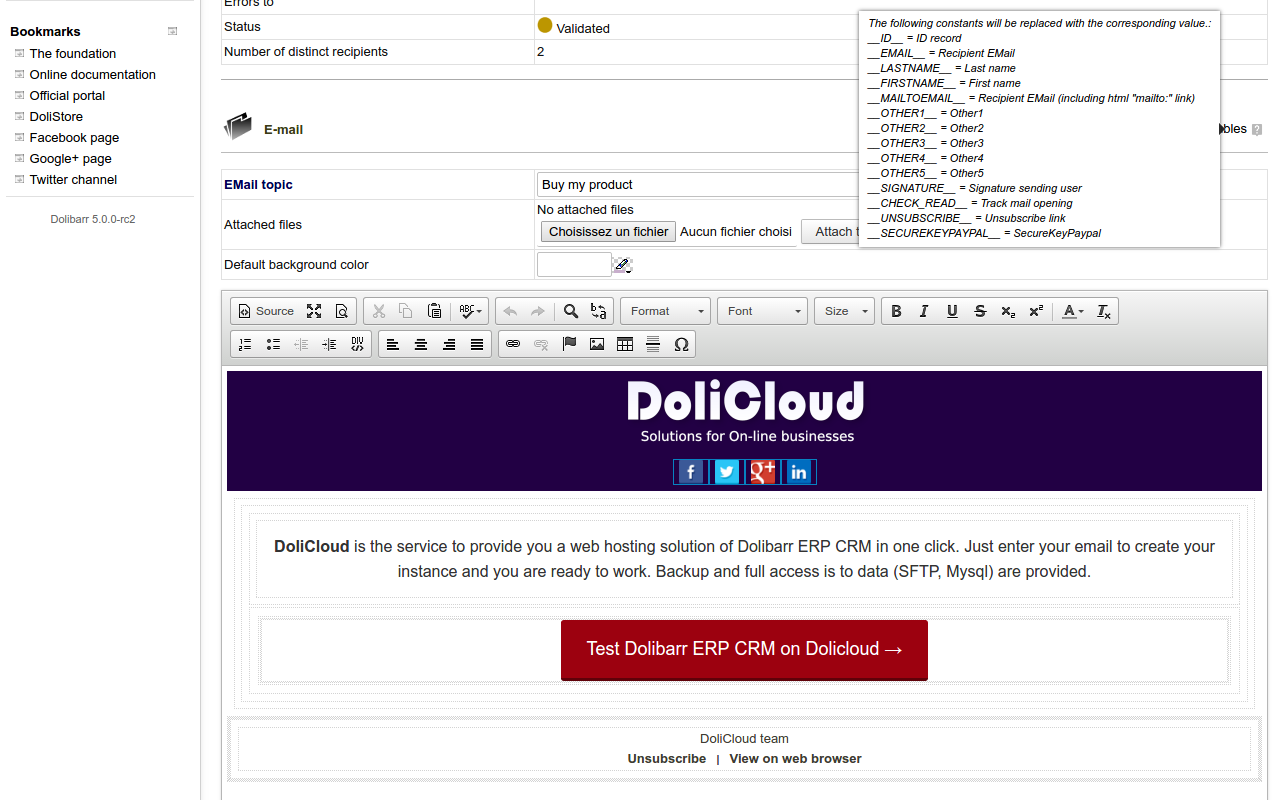 Errors to
Bookmarks
The foundation
Online documentation
Official portal
DoliStore
Facebook page
Google+ page
Twitter channel
Dolibarr 5.0.0-rc2
Status
Validated
Number of distinct recipients
2
The following constants will be replaced with the corresponding value.:
__ID__ = ID record
__EMAIL__ = Recipient EMail
__LASTNAME__ = Last name
__FIRSTNAME__ = First name
__MAILTOEMAIL__ = Recipient EMail (including html "mailto:" link)
__OTHER1__ = Other1
__OTHER2__ = Other2
__OTHER3__ = Other3
__OTHER4__ = Other4
__OTHER5__ = Other5
__SIGNATURE__ = Signature sending user
__CHECK_READ__ = Track mail opening
__UNSUBSCRIBE__ = Unsubscribe link
__SECUREKEYPAYPAL__ = SecureKeyPaypal
E-mail
bles ?
EMail topic
Buy my product
Attached files
No attached files
Choisissez un fichier Aucun fichier choisi Attach t
Default background color
Source ABC Format Font Size B I U S x₂ x² A Tx
DIV Ω
DoliCloud
Solutions for On-line businesses
f g+ in
DoliCloud is the service to provide you a web hosting solution of Dolibarr ERP CRM in one click. Just enter your email to create your
instance and you are ready to work. Backup and full access is to data (SFTP, Mysql) are provided.
Test Dolibarr ERP CRM on Dolicloud →
DoliCloud team
Unsubscribe | View on web browser